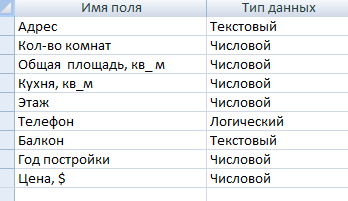 Имя поля Тип данных
Адрес Текстовый
Кол-во комнат Числовой
Общая площадь, кв_ м Числовой
Кухня, кв_м Числовой
Этаж Числовой
Телефон Логический
Балкон Текстовый
Год постройки Числовой
Цена, $ Числовой